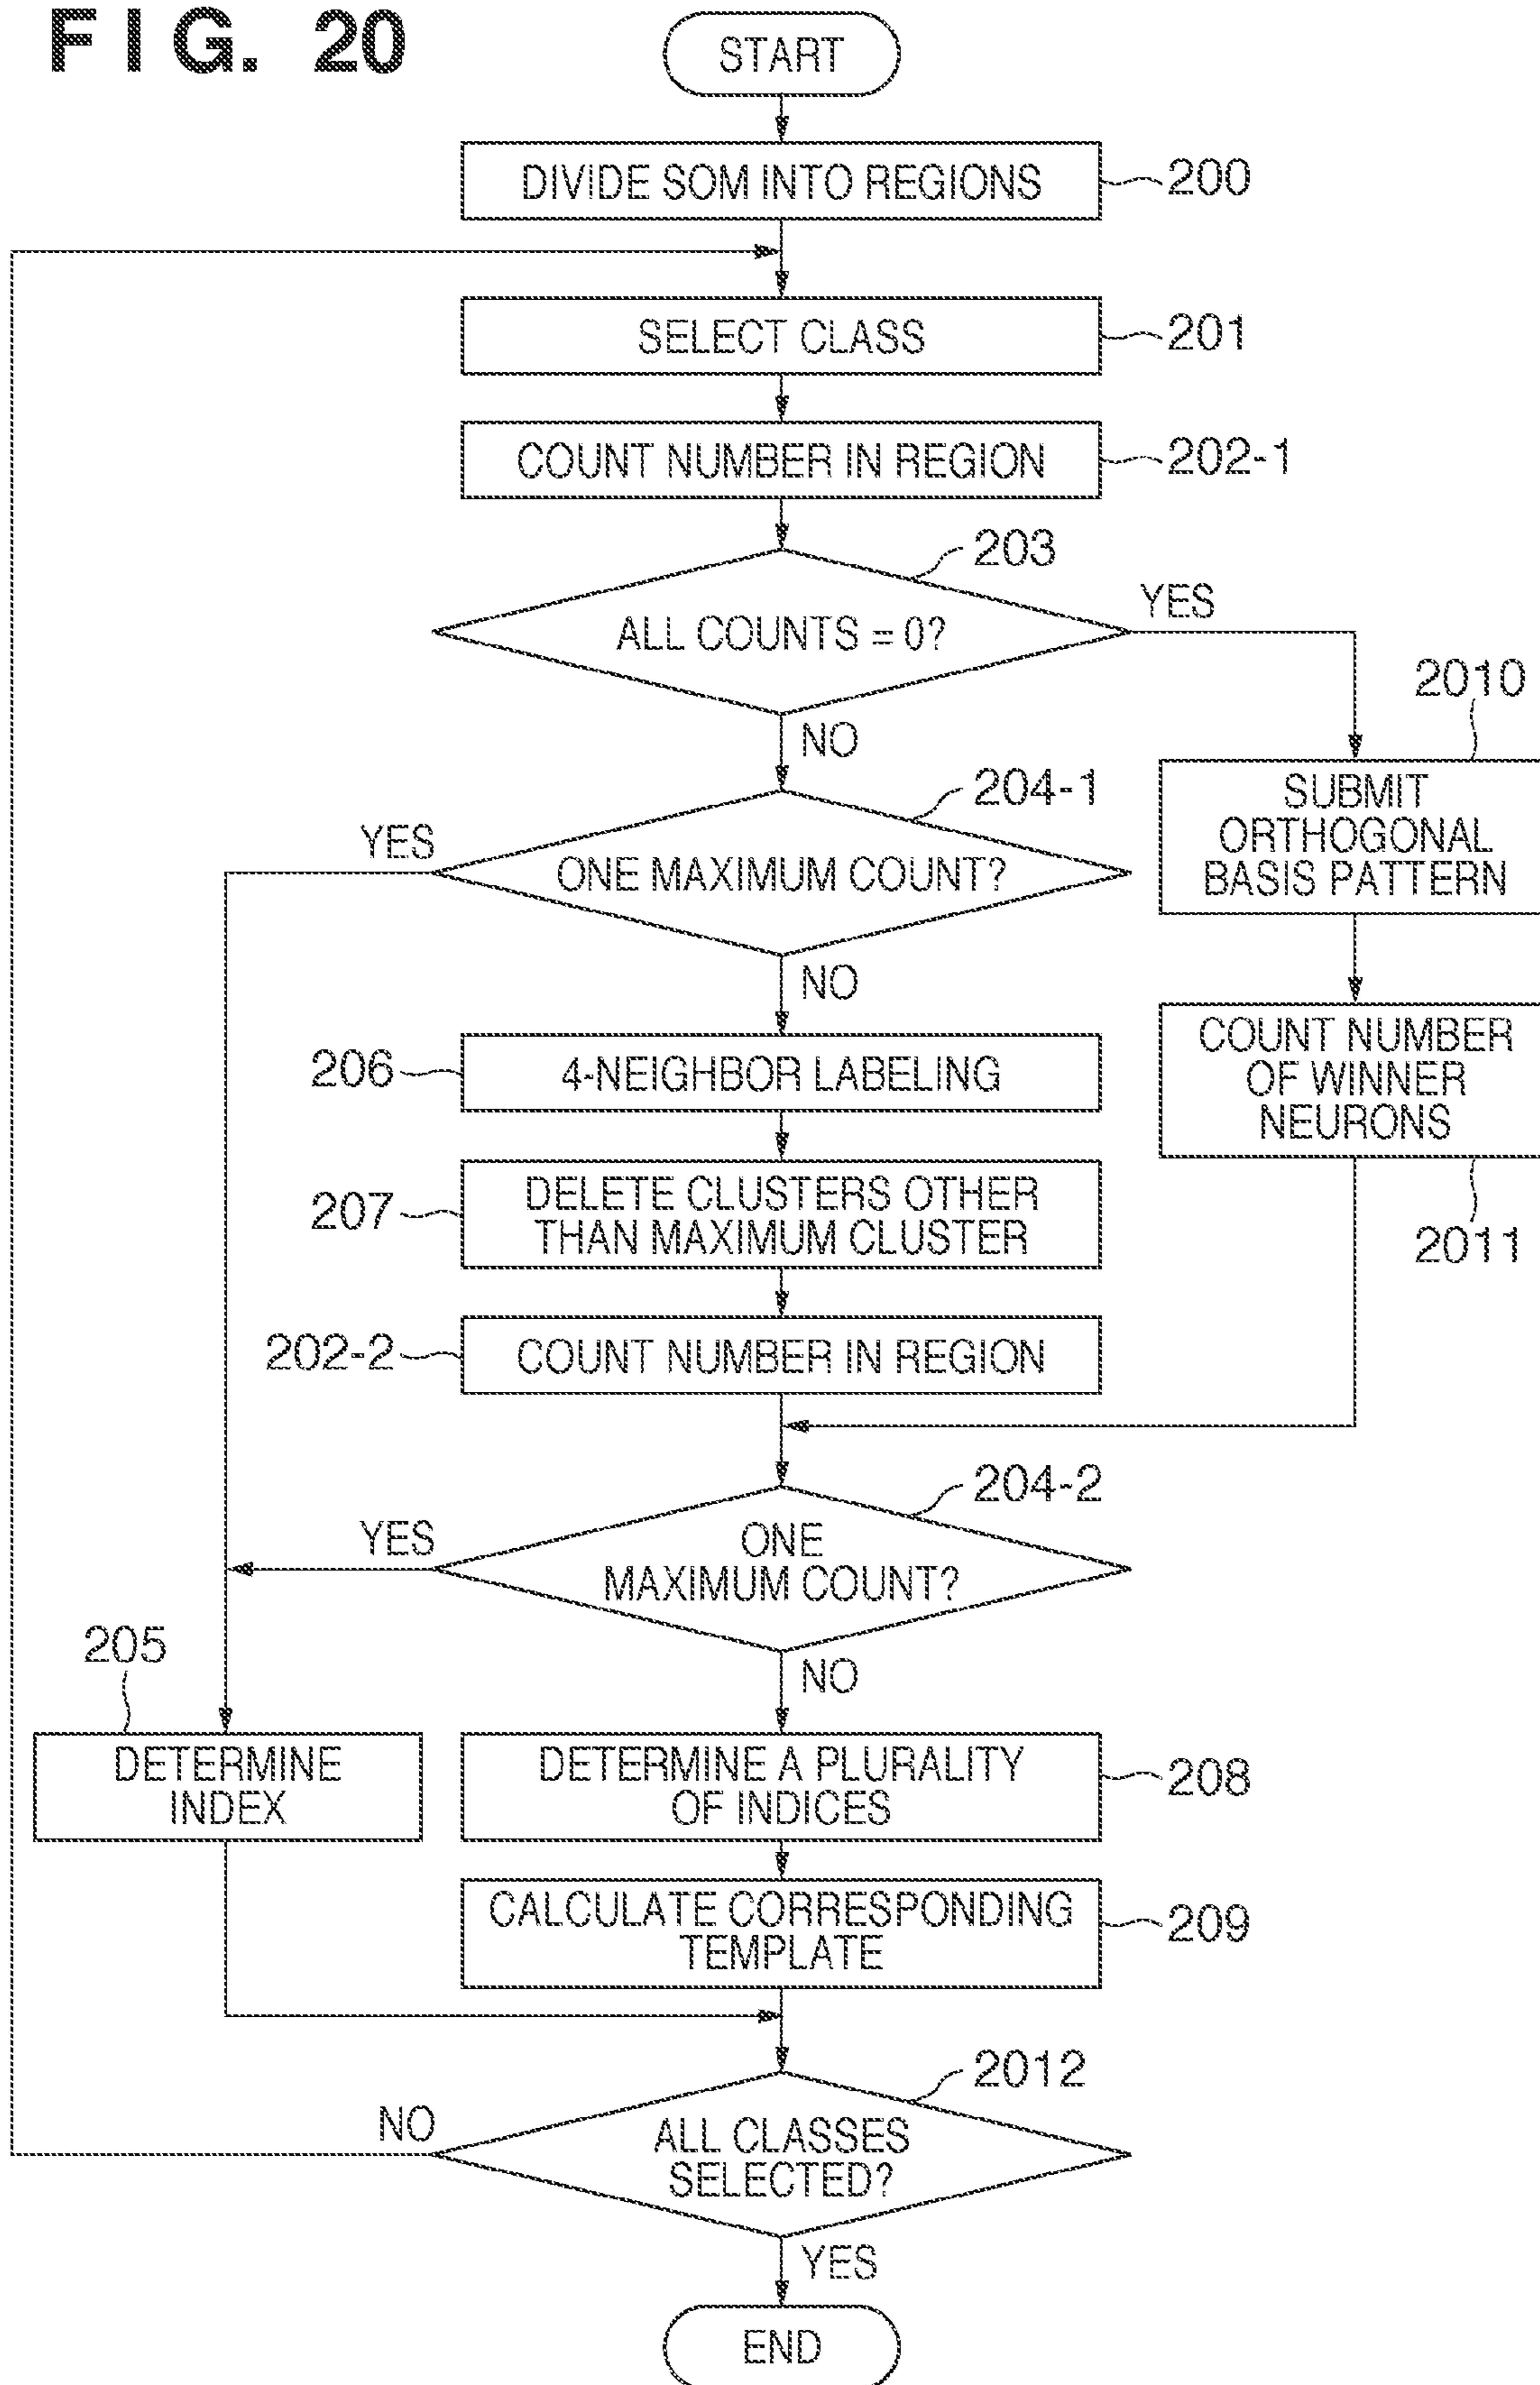 FIG. 20
START
DIVIDE SOM INTO REGIONS
200
SELECT CLASS
201
COUNT NUMBER IN REGION
202-1
203
ALL COUNTS = 0?
YES
NO
2010
SUBMIT
ORTHOGONAL
BASIS PATTERN
204-1
YES
ONE MAXIMUM COUNT?
NO
COUNT NUMBER
OF WINNER
NEURONS
2011
206
4-NEIGHBOR LABELING
207
DELETE CLUSTERS OTHER
THAN MAXIMUM CLUSTER
202-2
COUNT NUMBER IN REGION
204-2
YES
ONE
MAXIMUM COUNT?
NO
205
DETERMINE
INDEX
DETERMINE A PLURALITY
OF INDICES
208
CALCULATE CORRESPONDING
TEMPLATE
209
2012
NO
ALL CLASSES
SELECTED?
YES
END